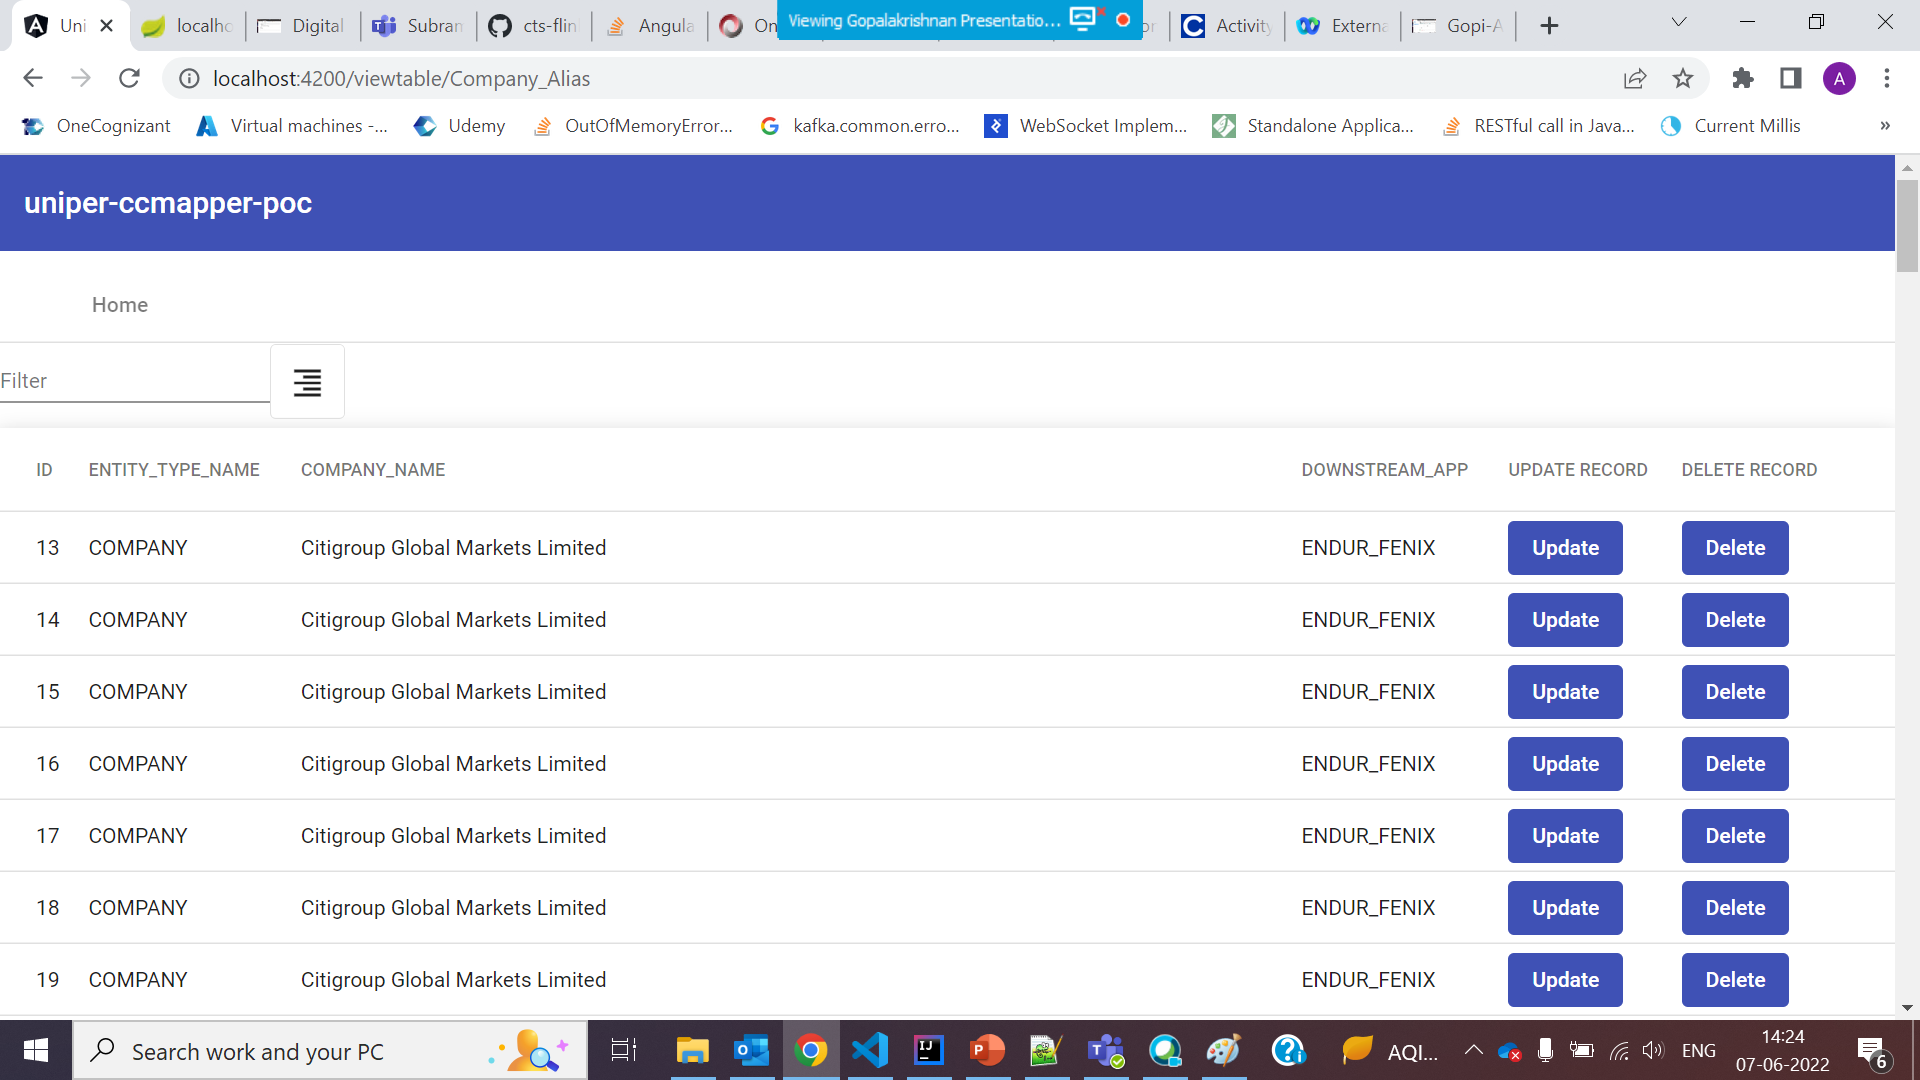 Uni localho Digital Subram cts-flin Angula On Viewing Gopalakrishnan Presentatio... or Activity Externa Gopi-A
localhost:4200/viewtable/Company_Alias A
OneCognizant Virtual machines -... Udemy OutOfMemoryError... kafka.common.erro... WebSocket Implem... Standalone Applica... RESTful call in Java... Current Millis »
uniper-ccmapper-poc
Home
Filter
ID ENTITY_TYPE_NAME COMPANY_NAME DOWNSTREAM_APP UPDATE RECORD DELETE RECORD
13 COMPANY Citigroup Global Markets Limited ENDUR_FENIX Update Delete
14 COMPANY Citigroup Global Markets Limited ENDUR_FENIX Update Delete
15 COMPANY Citigroup Global Markets Limited ENDUR_FENIX Update Delete
16 COMPANY Citigroup Global Markets Limited ENDUR_FENIX Update Delete
17 COMPANY Citigroup Global Markets Limited ENDUR_FENIX Update Delete
18 COMPANY Citigroup Global Markets Limited ENDUR_FENIX Update Delete
19 COMPANY Citigroup Global Markets Limited ENDUR_FENIX Update Delete
Search work and your PC AQI... ENG 14:24
07-06-2022 6